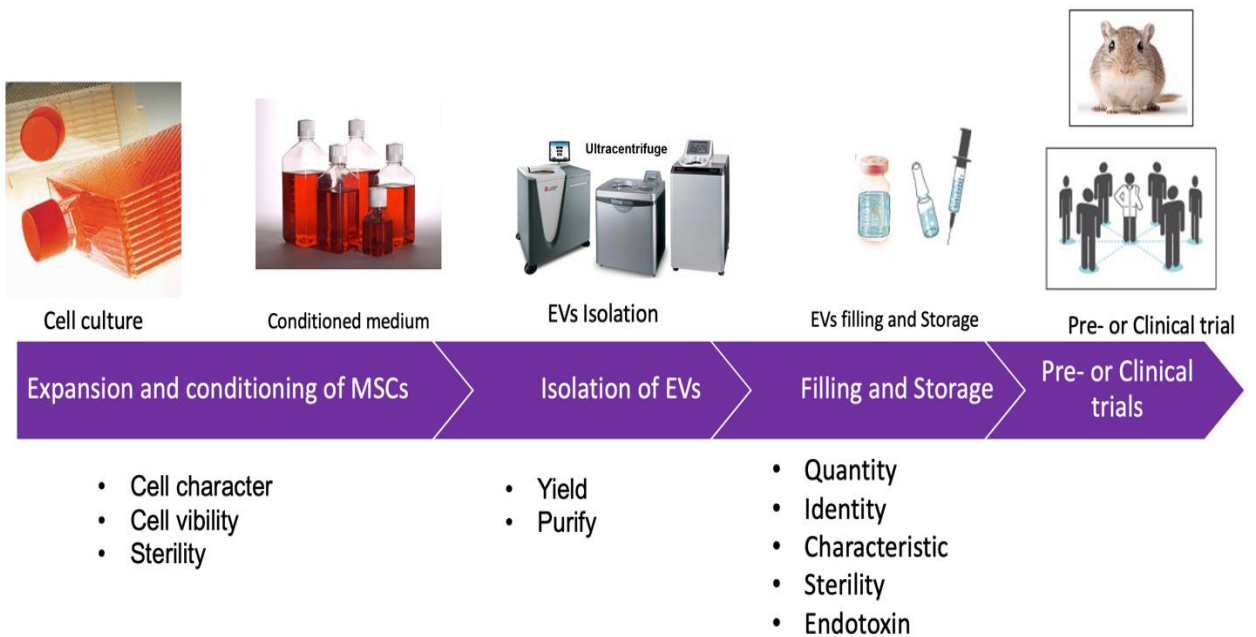 Ultracentrifuge
Cell culture
Conditioned medium
EVs Isolation
EVs filling and Storage
Pre- or Clinical trial
Expansion and conditioning of MSCs
Isolation of EVs
Filling and Storage
Pre- or Clinical
trials
• Cell character
• Cell vibility
• Sterility
• Yield
• Purify
• Quantity
• Identity
• Characteristic
• Sterility
• Endotoxin